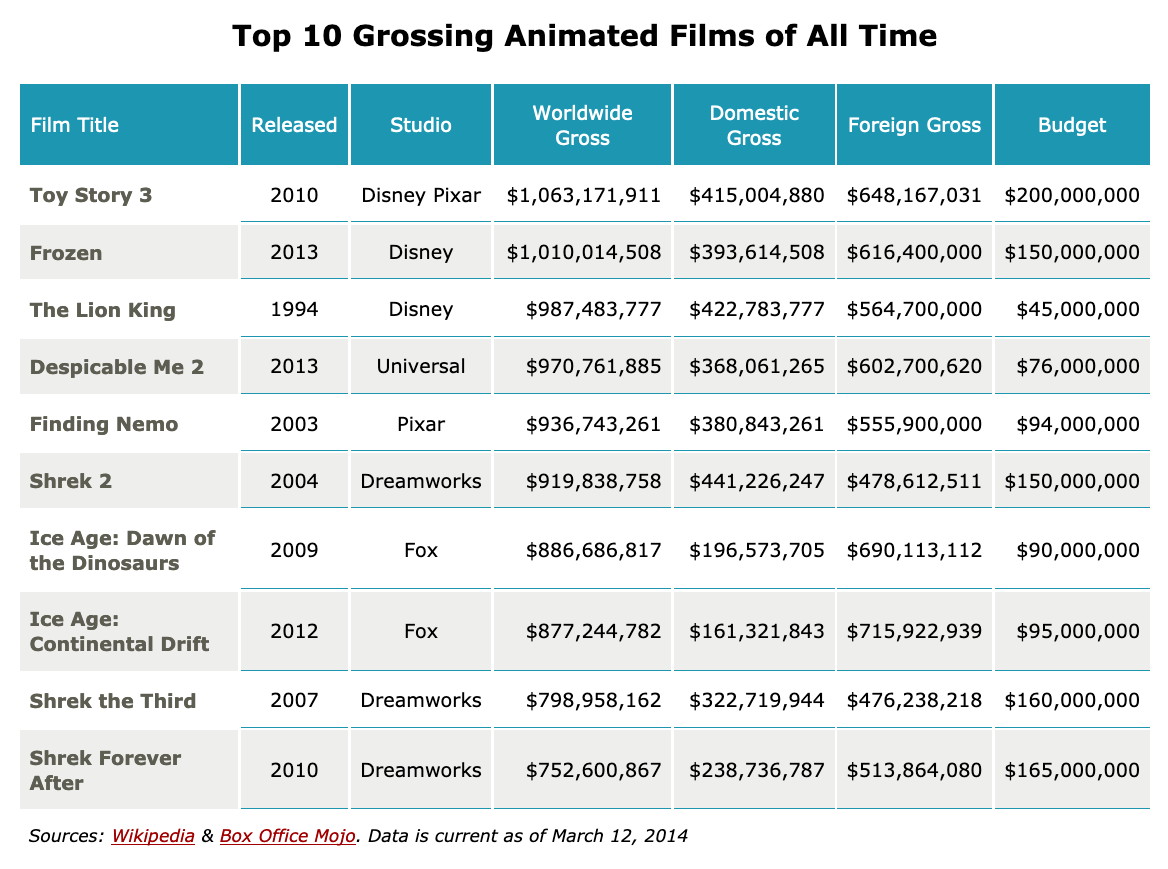 Top 10 Grossing Animated Films of All Time
Film Title Released Studio Worldwide Gross Domestic Gross Foreign Gross Budget
Toy Story 3 2010 Disney Pixar $1,063,171,911 $415,004,880 $648,167,031 $200,000,000
Frozen 2013 Disney $1,010,014,508 $393,614,508 $616,400,000 $150,000,000
The Lion King 1994 Disney $987,483,777 $422,783,777 $564,700,000 $45,000,000
Despicable Me 2 2013 Universal $970,761,885 $368,061,265 $602,700,620 $76,000,000
Finding Nemo 2003 Pixar $936,743,261 $380,843,261 $555,900,000 $94,000,000
Shrek 2 2004 Dreamworks $919,838,758 $441,226,247 $478,612,511 $150,000,000
Ice Age: Dawn of the Dinosaurs 2009 Fox $886,686,817 $196,573,705 $690,113,112 $90,000,000
Ice Age: Continental Drift 2012 Fox $877,244,782 $161,321,843 $715,922,939 $95,000,000
Shrek the Third 2007 Dreamworks $798,958,162 $322,719,944 $476,238,218 $160,000,000
Shrek Forever After 2010 Dreamworks $752,600,867 $238,736,787 $513,864,080 $165,000,000
Sources: Wikipedia & Box Office Mojo. Data is current as of March 12, 2014